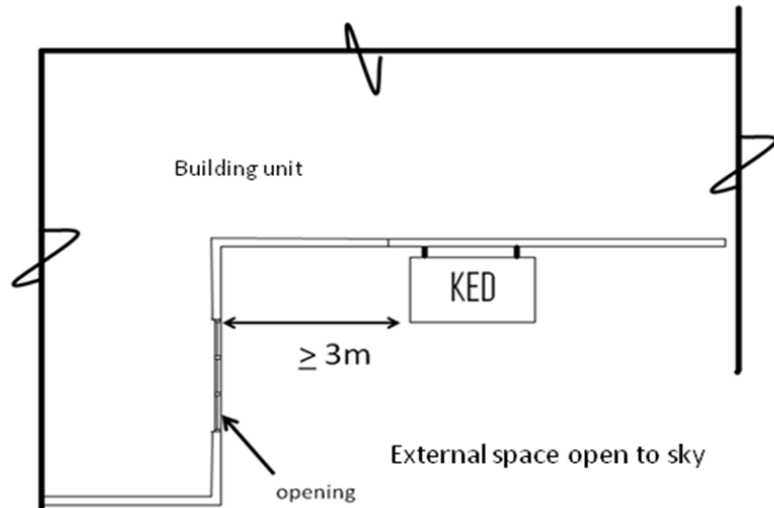 Building unit
KED
≥ 3m
External space open to sky
opening